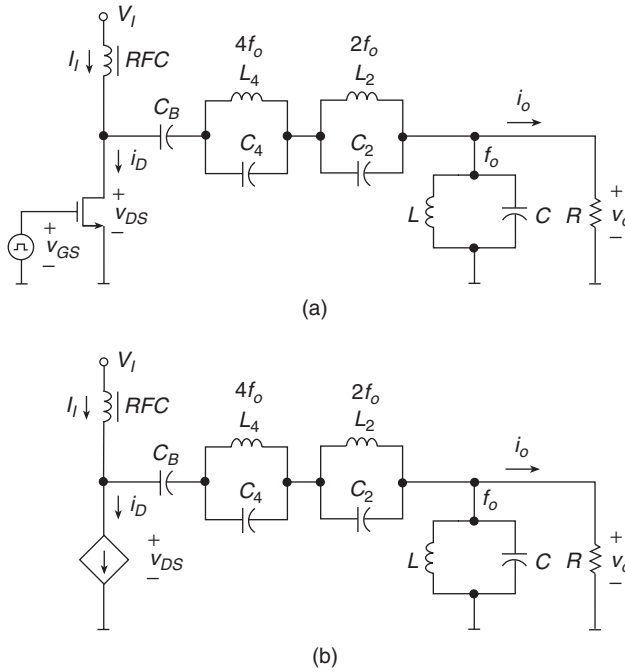 V_I
I_I RFC
4f_o 2f_o
L_4 L_2
C_B i_o
C_4 C_2 f_o
i_D
+
v_DS L C R v_o
−
+
v_GS
−
+
−
(a)
V_I
I_I RFC
4f_o 2f_o
L_4 L_2
C_B i_o
C_4 C_2 f_o
i_D
+
v_DS L C R v_o
−
+
−
(b)